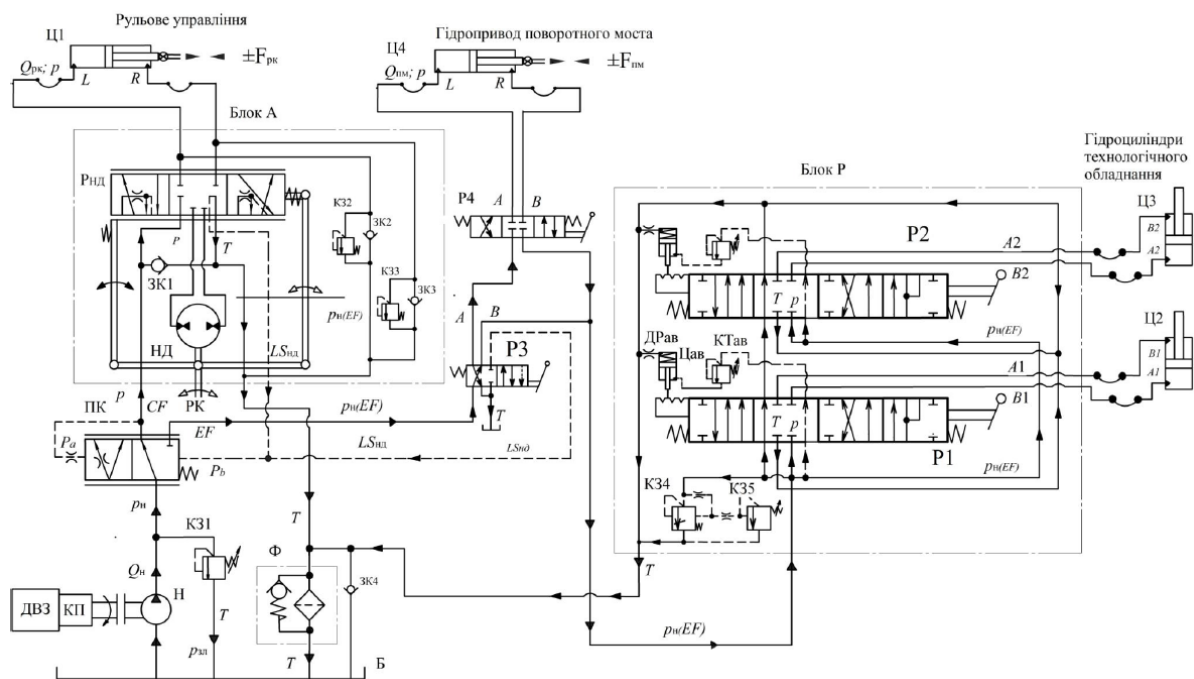 Рульове управління
Ц1
±Fрк
Qрк; p
L
R
Гідропривод поворотного моста
Ц4
±Fпм
Qпм; p
L
R
Блок А
РНД
P
T
ЗК1
НД
LSнд
РК
pн(EF)
КЗ2
ЗК2
КЗ3
ЗК3
Р4
A
B
A
B
Р3
T
LSнд
p
CF
ПК
EF
pн(EF)
LSнд
Pa
Pb
pн
КЗ1
Qн
Н
ДВЗ
КП
T
pзл
T
Ф
ЗК4
T
Б
Блок Р
Гідроциліндри
технологічного
обладнання
Ц3
B2
A2
Р2
A2
B2
T
p
pн(EF)
ДРав
Цав
КТав
Ц2
B1
A1
A1
B1
T
p
Р1
pн(EF)
КЗ4
КЗ5
T
pн(EF)